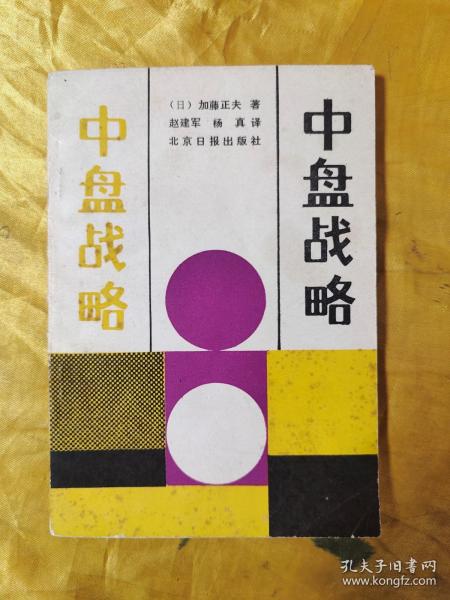 （日）加藤正夫 著
赵建军 杨 真 译
北京日报出版社
中盘战略
中盘战略
孔夫子旧书网
www.kongfz.com